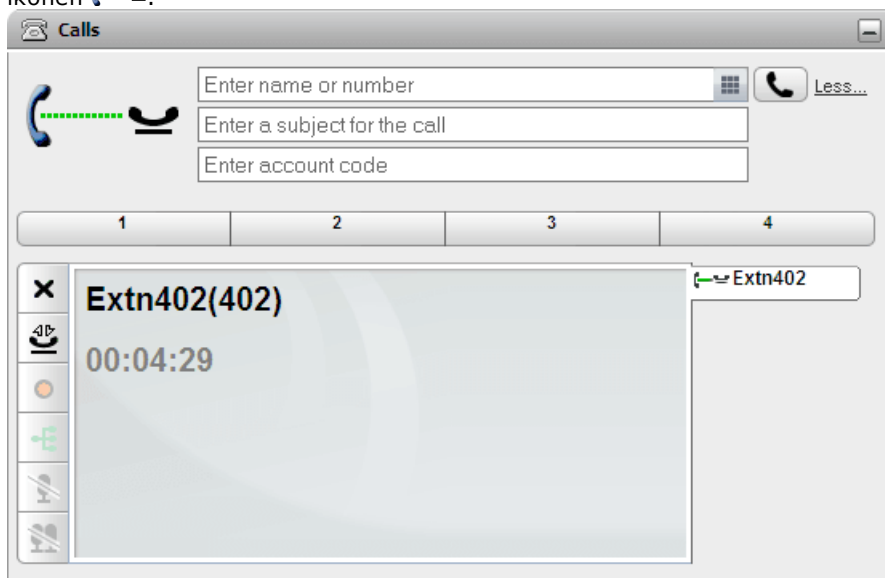 ikonen
Calls
Enter name or number
Less...
Enter a subject for the call
Enter account code
1 2 3 4
Extn402(402)
Extn402
00:04:29